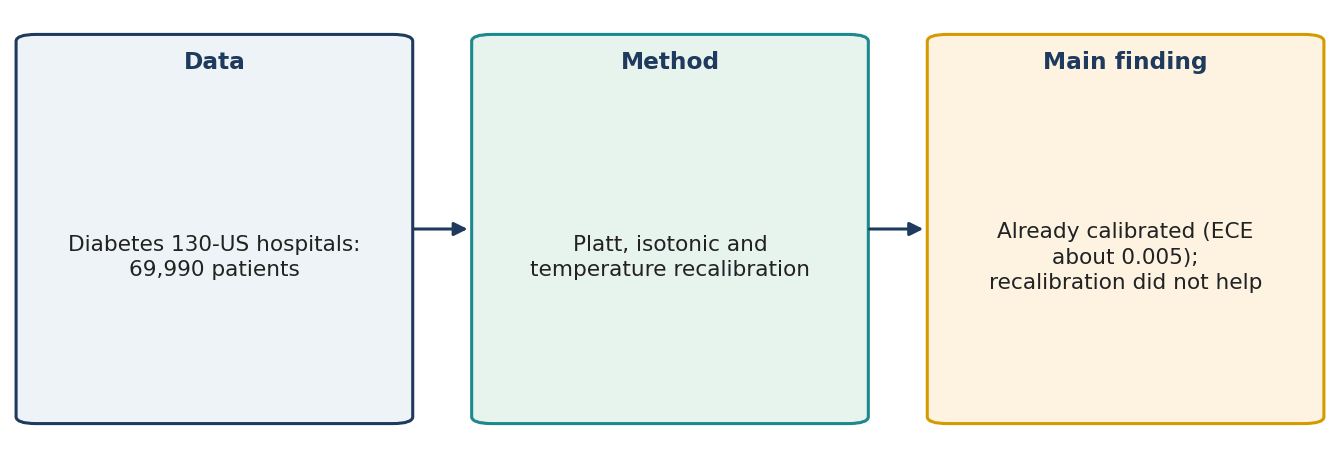 Data
Diabetes 130-US hospitals:
69,990 patients
Method
Platt, isotonic and
temperature recalibration
Main finding
Already calibrated (ECE
about 0.005);
recalibration did not help